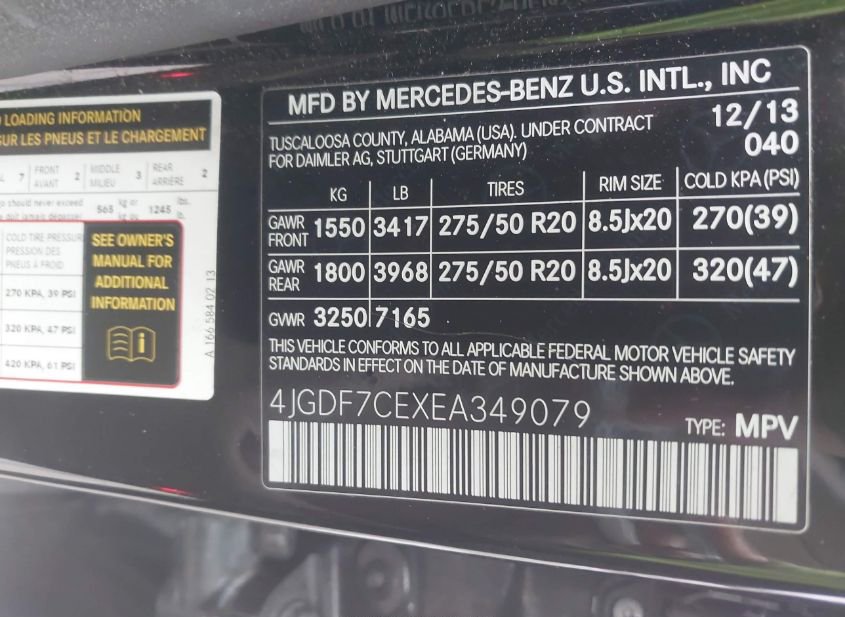 LOADING INFORMATION
SUR LES PNEUS ET LE CHARGEMENT
7 FRONT AVANT 2 MIDDLE MILIEU 3 REAR ARRIÈRE 2
should never exceed 565 kg or 1245 lbs.
COLD TIRE PRESSURE
PRESSION DES
PNEUS À FROID
270 KPA, 39 PSI
320 KPA, 47 PSI
420 KPA, 61 PSI
SEE OWNER'S
MANUAL FOR
ADDITIONAL
INFORMATION
A 166 584 02 13
MFD BY MERCEDES-BENZ U.S. INTL., INC
TUSCALOOSA COUNTY, ALABAMA (USA). UNDER CONTRACT 12/13
FOR DAIMLER AG, STUTTGART (GERMANY) 040
KG LB TIRES RIM SIZE COLD KPA (PSI)
GAWR FRONT 1550 3417 275/50 R20 8.5Jx20 270(39)
GAWR REAR 1800 3968 275/50 R20 8.5Jx20 320(47)
GVWR 3250 7165
THIS VEHICLE CONFORMS TO ALL APPLICABLE FEDERAL MOTOR VEHICLE SAFETY
STANDARDS IN EFFECT ON THE DATE OF MANUFACTURE SHOWN ABOVE.
4JGDF7CEXEA349079
TYPE: MPV